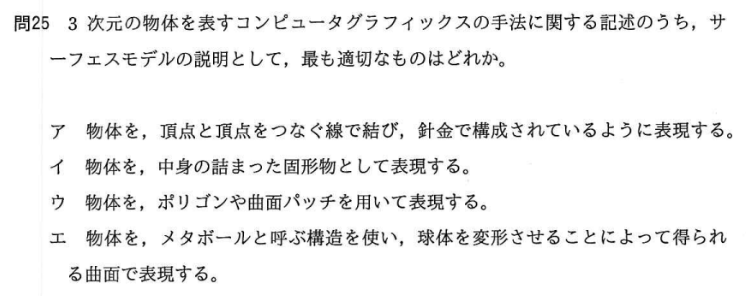 問25 3 次元の物体を表すコンピュータグラフィックスの手法に関する記述のうち，サ
ーフェスモデルの説明として，最も適切なものはどれか。
ア 物体を，頂点と頂点をつなぐ線で結び，針金で構成されているように表現する。
イ 物体を，中身の詰まった固形物として表現する。
ウ 物体を，ポリゴンや曲面パッチを用いて表現する。
エ 物体を，メタボールと呼ぶ構造を使い，球体を変形させることによって得られ
る曲面で表現する。